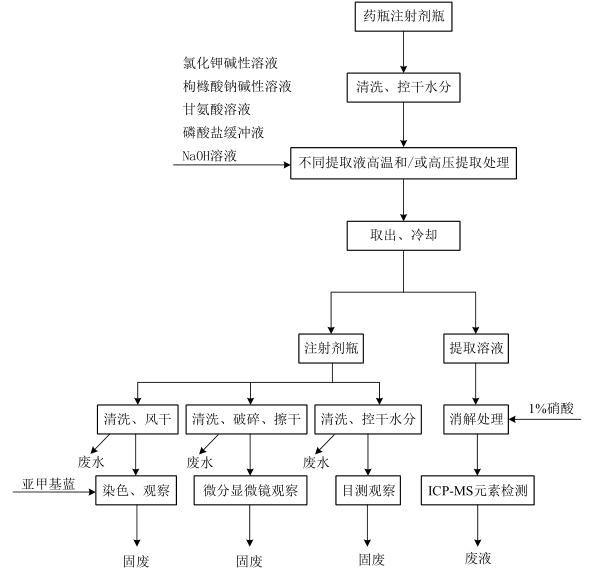 药瓶注射剂瓶
氯化钾碱性溶液
枸橼酸钠碱性溶液
清洗、控干水分
甘氨酸溶液
磷酸盐缓冲液
NaOH溶液
不同提取液高温和/或高压提取处理
取出、冷却
注射剂瓶
提取溶液
清洗、风干
清洗、破碎、擦干
清洗、控干水分
消解处理
1%硝酸
废水
废水
废水
亚甲基蓝
染色、观察
微分显微镜观察
目测观察
ICP-MS元素检测
固废
固废
固废
废液